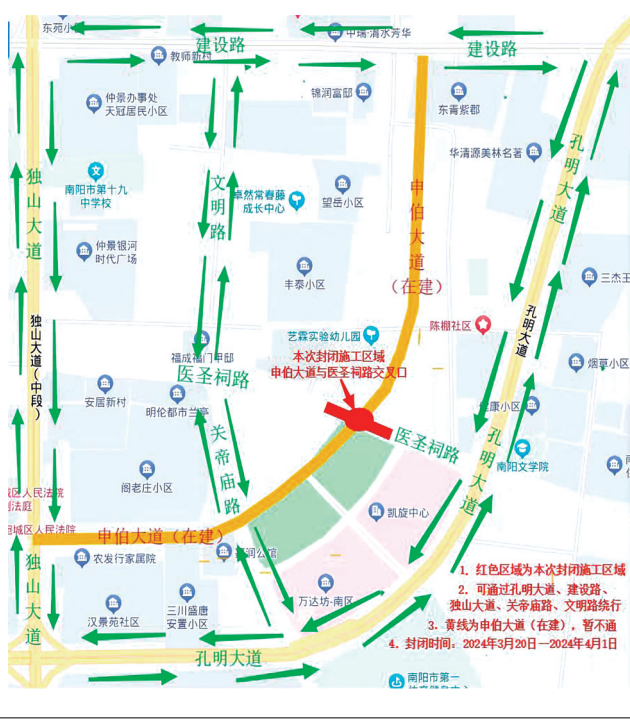 东苑小区
中瑞·清水芳华
建设路
建设路
教师新村
锦润富邸
仲景办事处
天冠居民小区
东青紫郡
华清源美林名著
孔明大道
南阳市第十九
中学校
独山大道
文明路
卓然常春藤
成长中心
望岳小区
申伯大道
（在建）
仲景银河
时代广场
丰泰小区
三杰
独山大道(中段)
艺霖实验幼儿园
陈棚社区
孔明大道
福成福门甲邸
本次封闭施工区域
申伯大道与医圣祠路交叉口
烟草小区
医圣祠路
安居新村
明伦都市兰亭
健康小区
关帝庙路
医圣祠路
孔明大道
南阳文学院
阎老庄小区
凯旋中心
城区人民法院
宛城区人民法院
申伯大道（在建）
农发行家属院
润公馆
独山大道
万达坊-南区
汉景苑社区
三川盛唐
安置小区
1. 红色区域为本次封闭施工区域
2. 可通过孔明大道、建设路、
独山大道、关帝庙路、文明路绕行
3. 黄线为申伯大道（在建），暂不通
4. 封闭时间：2024年3月20日—2024年4月1日
孔明大道
南阳市第一